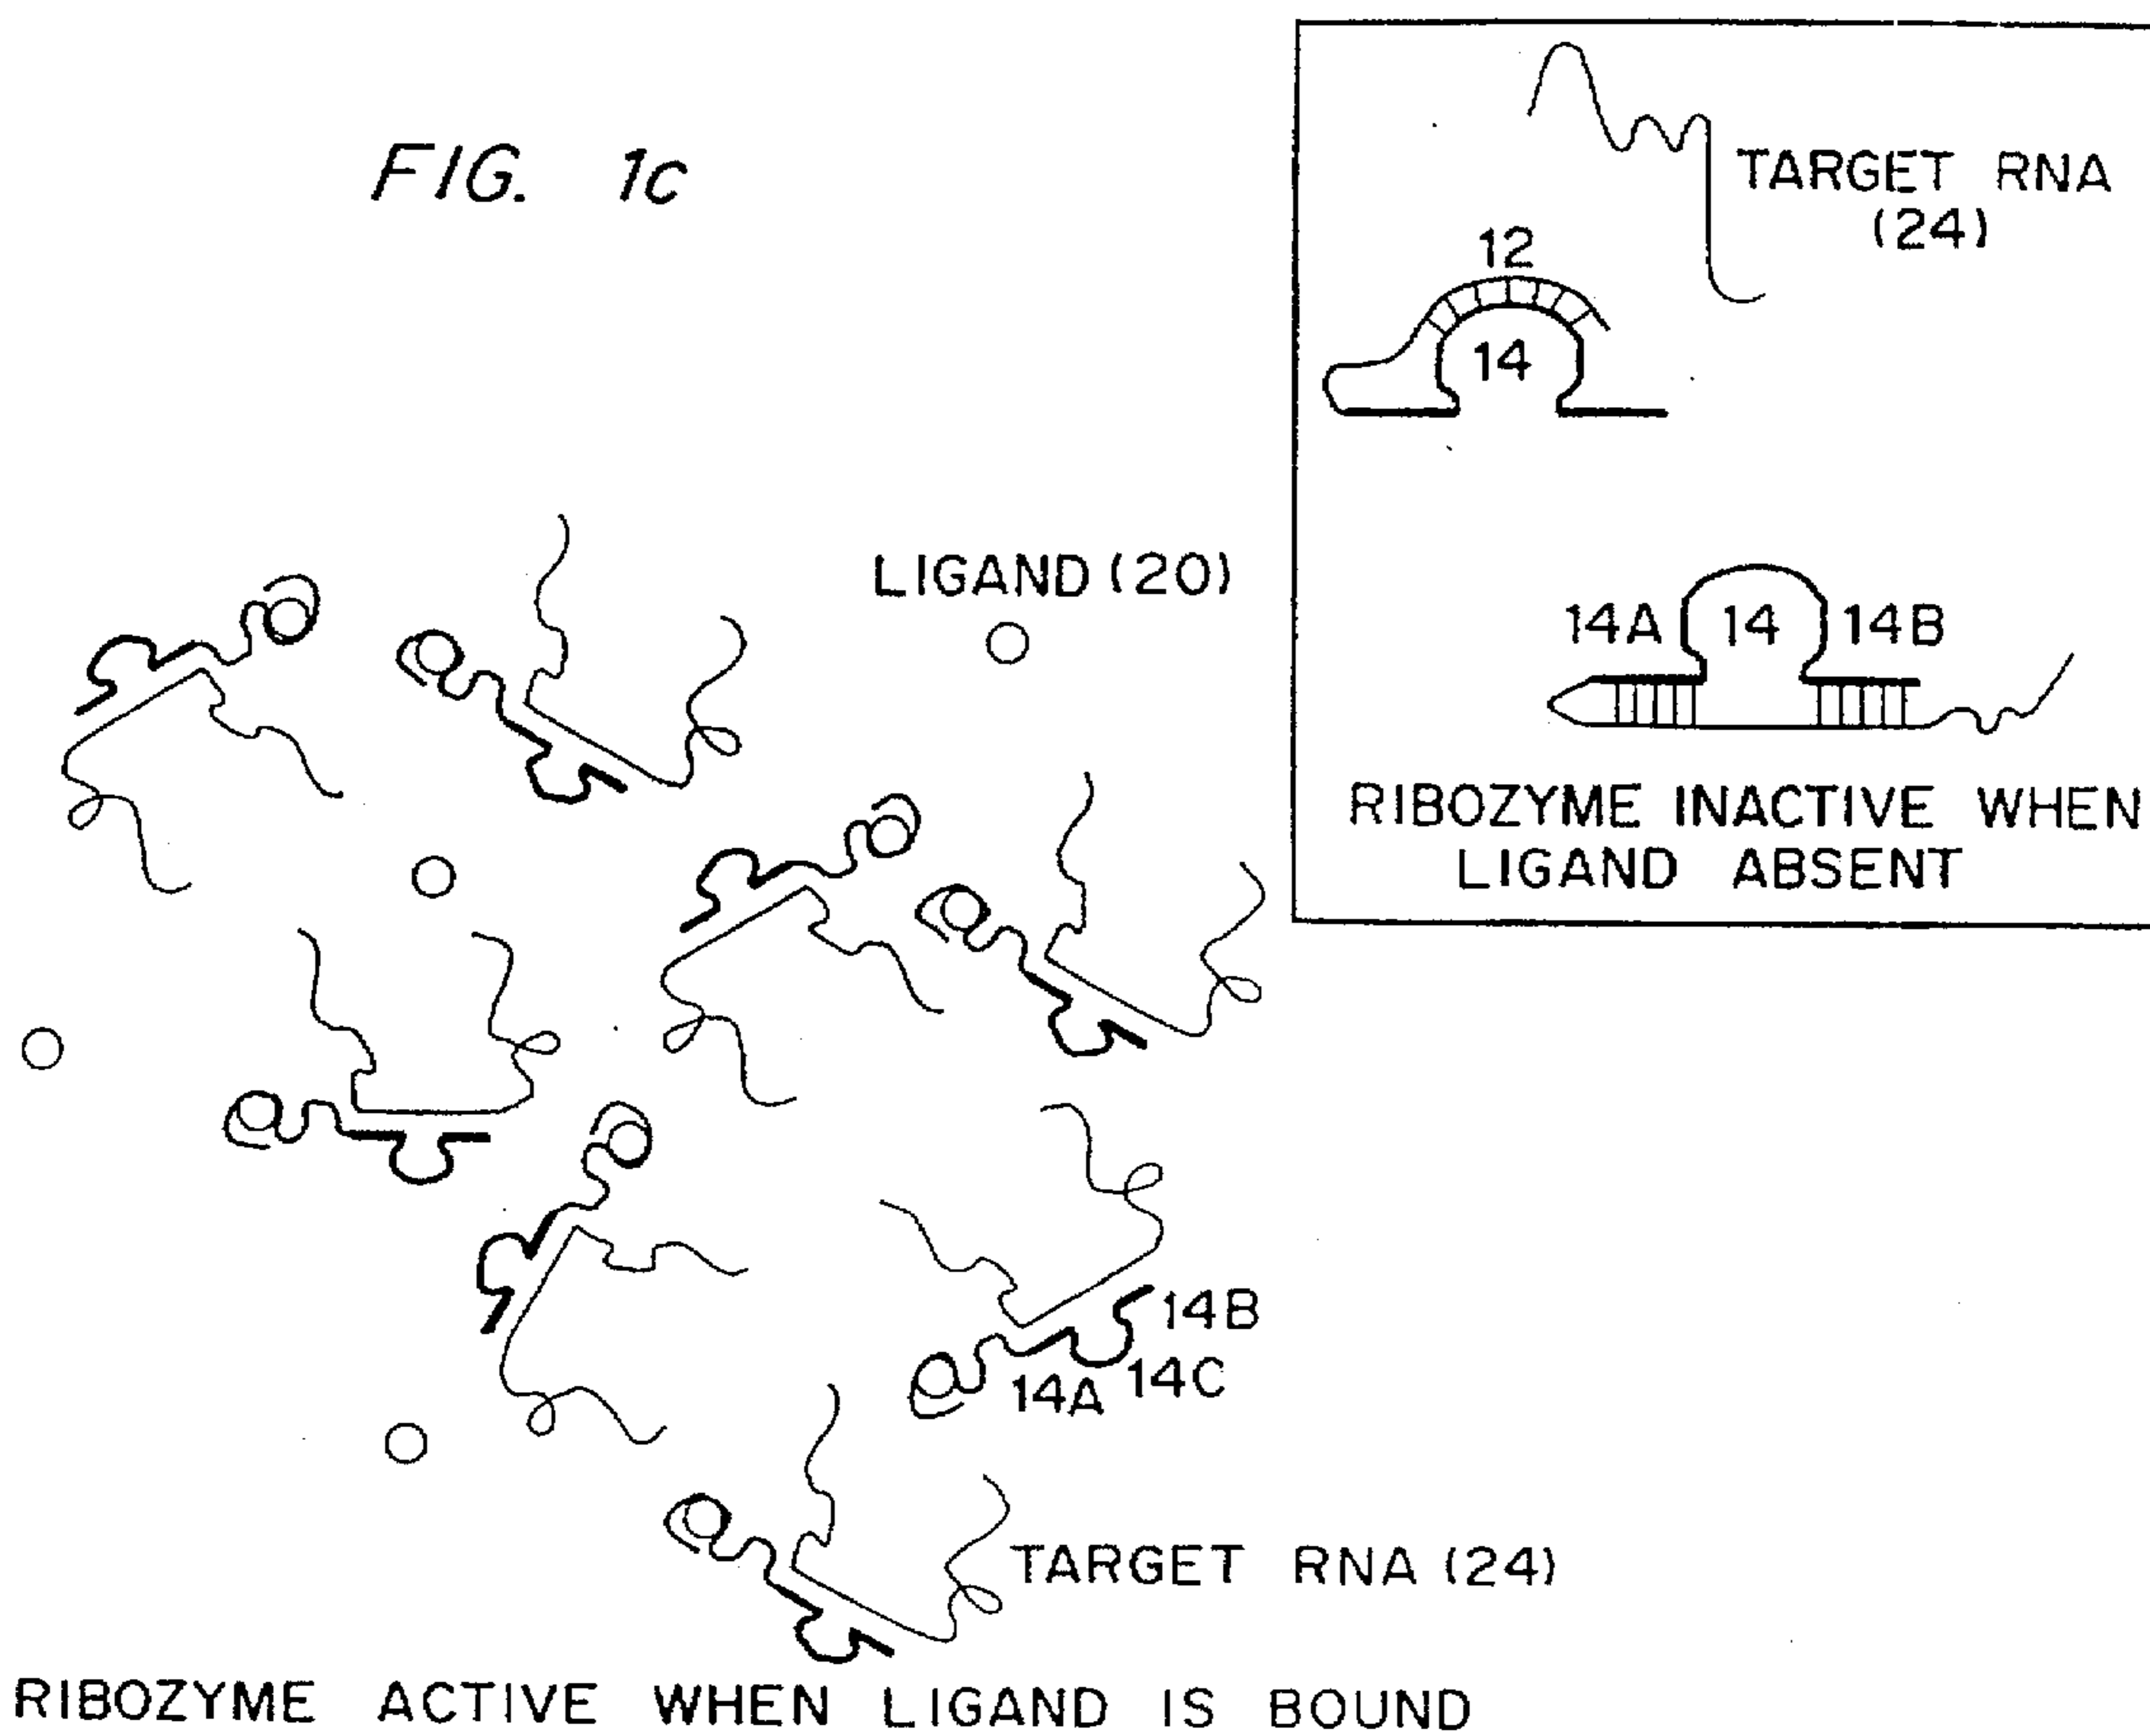 FIG. 1c
TARGET RNA
(24)
12
14
LIGAND (20)
14A 14 14B
RIBOZYME INACTIVE WHEN
LIGAND ABSENT
14B
14A 14C
TARGET RNA (24)
RIBOZYME ACTIVE WHEN LIGAND IS BOUND